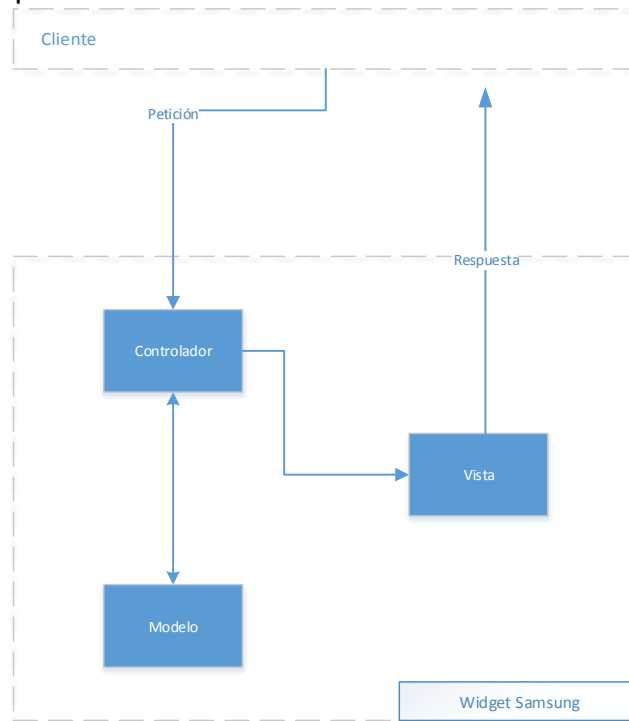 Cliente
Petición
Respuesta
Controlador
Vista
Modelo
Widget Samsung